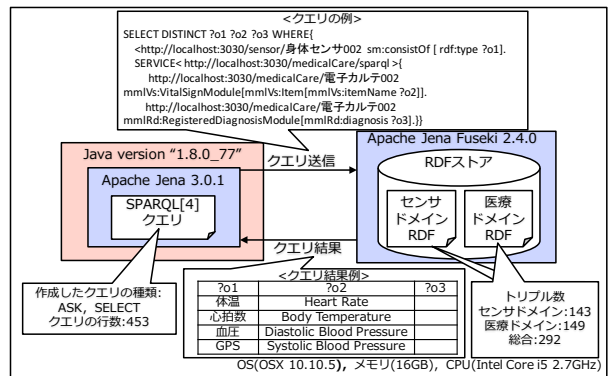 <クエリの例>
SELECT DISTINCT ?o1 ?o2 ?o3 WHERE{
<http://localhost:3030/sensor/身体センサ002 sm:consistOf [ rdf:type ?o1].
SERVICE< http://localhost:3030/medicalCare/sparql >{
http://localhost:3030/medicalCare/電子カルテ002
mmlVs:VitalSignModule[mmlVs:Item[mmlVs:itemName ?o2]].
http://localhost:3030/medicalCare/電子カルテ002
mmlRd:RegisteredDiagnosisModule[mmlRd:diagnosis ?o3].}}
Java version “1.8.0_77”
Apache Jena 3.0.1
SPARQL[4]
クエリ
クエリ送信
クエリ結果
Apache Jena Fuseki 2.4.0
RDFストア
センサ
ドメイン
RDF
医療
ドメイン
RDF
作成したクエリの種類:
ASK, SELECT
クエリの行数:453
<クエリ結果例>
?o1 ?o2 ?o3
体温 Heart Rate
心拍数 Body Temperature
血圧 Diastolic Blood Pressure
GPS Systolic Blood Pressure
トリプル数
センサドメイン:143
医療ドメイン:149
総合:292
OS(OSX 10.10.5), メモリ(16GB), CPU(Intel Core i5 2.7GHz)